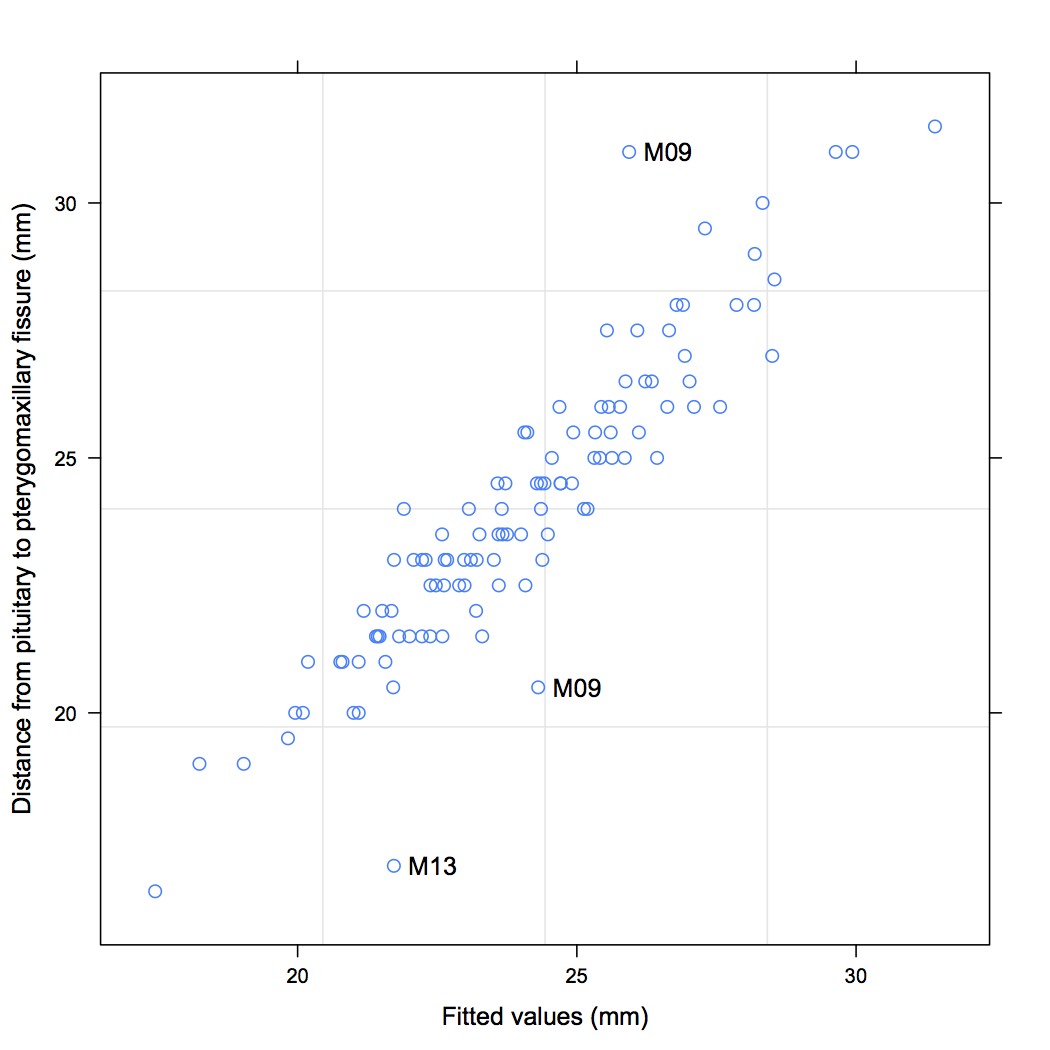 M09
30
25
M09
20
M13
20 25 30
Fitted values (mm)
Distance from pituitary to pterygomaxillary fissure (mm)